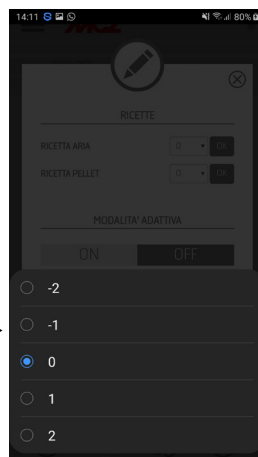 14:11 80%
MCZ
RICETTE
RICETTA ARIA 0 OK
RICETTA PELLET 0 OK
MODALITA' ADATTIVA
ON OFF
-2
-1
0
1
2